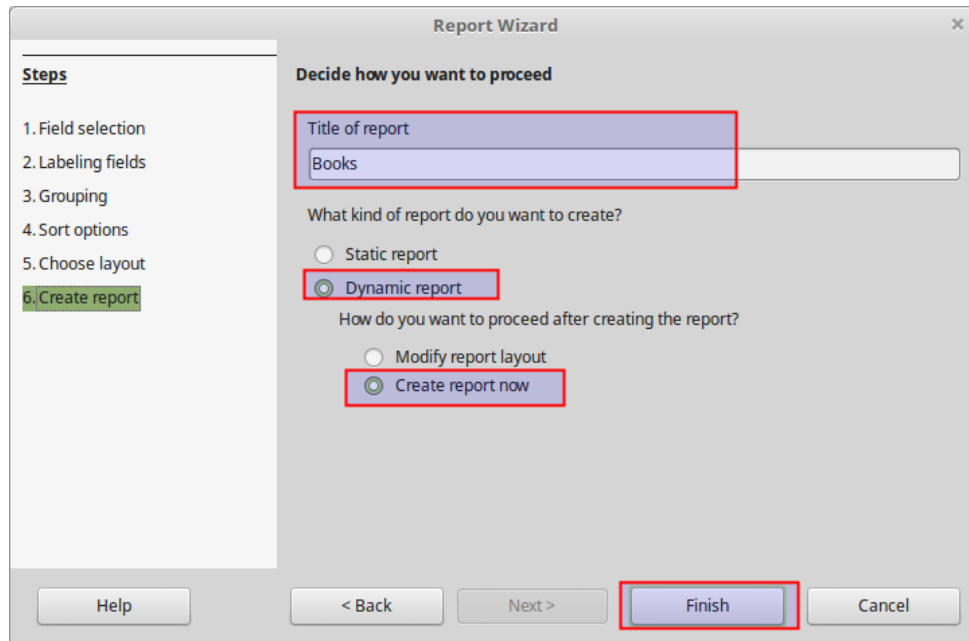 Report Wizard
Steps
1. Field selection
2. Labeling fields
3. Grouping
4. Sort options
5. Choose layout
6. Create report
Decide how you want to proceed
Title of report
Books
What kind of report do you want to create?
Static report
Dynamic report
How do you want to proceed after creating the report?
Modify report layout
Create report now
Help
< Back
Next >
Finish
Cancel